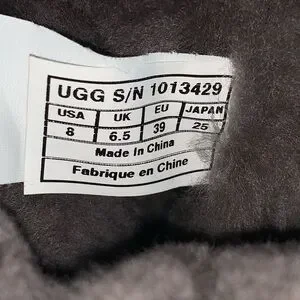 UGG S/N 1013429
USA UK EU JAPAN
8 6.5 39 25
Made In China
Fabrique en Chine